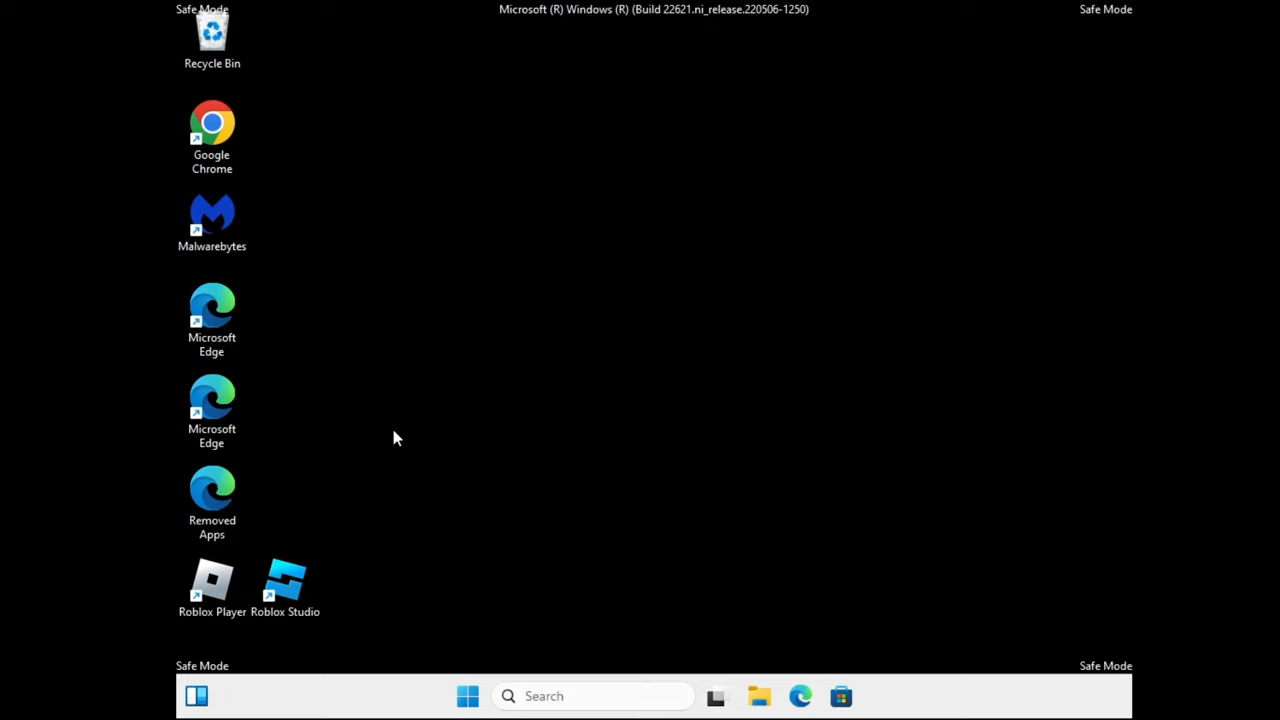 Safe Mode
Microsoft (R) Windows (R) (Build 22621.ni_release.220506-1250)
Safe Mode
Recycle Bin
Google
Chrome
Malwarebytes
Microsoft
Edge
Microsoft
Edge
Removed
Apps
Roblox Player
Roblox Studio
Safe Mode
Safe Mode
Search